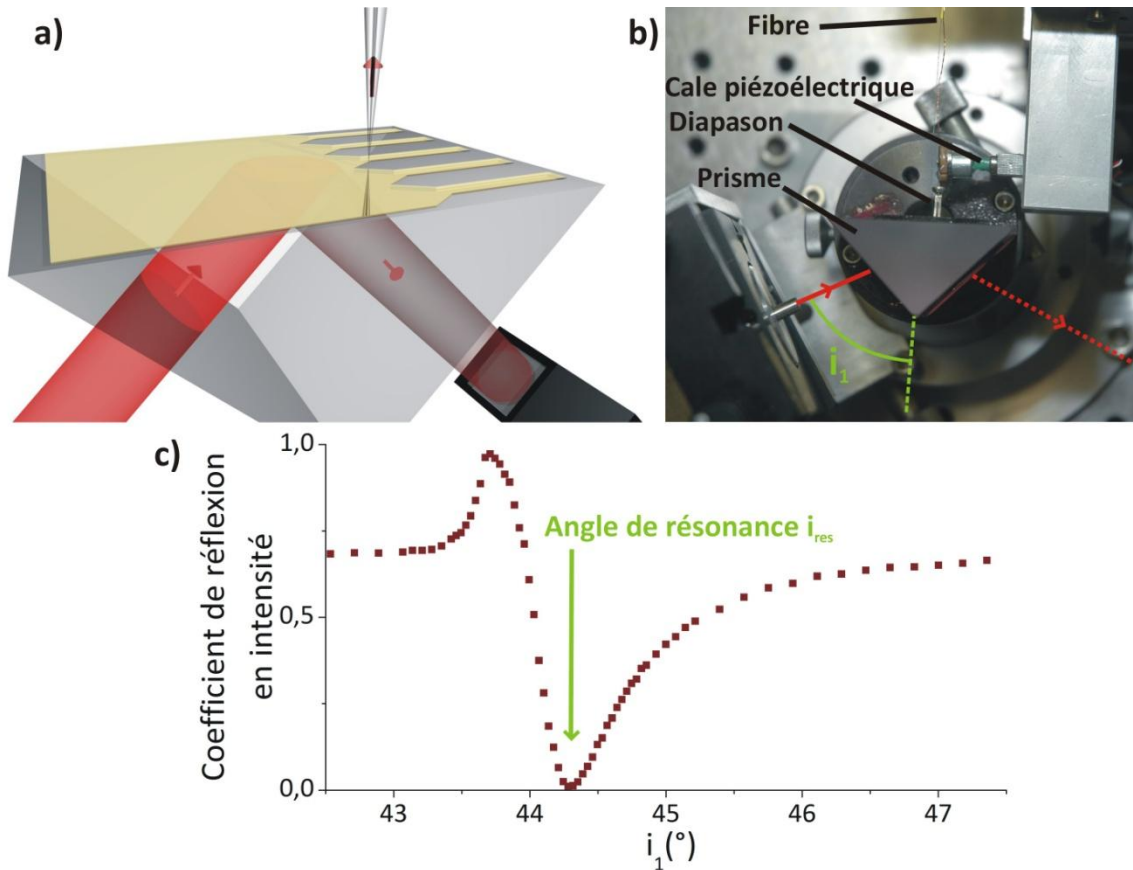 a)
b)
Fibre
Cale piézoélectrique
Diapason
Prisme
i1
c)
Coefficient de réflexion
en intensité
1,0
0,5
0,0
Angle de résonance ires
43
44
45
46
47
i1(°)